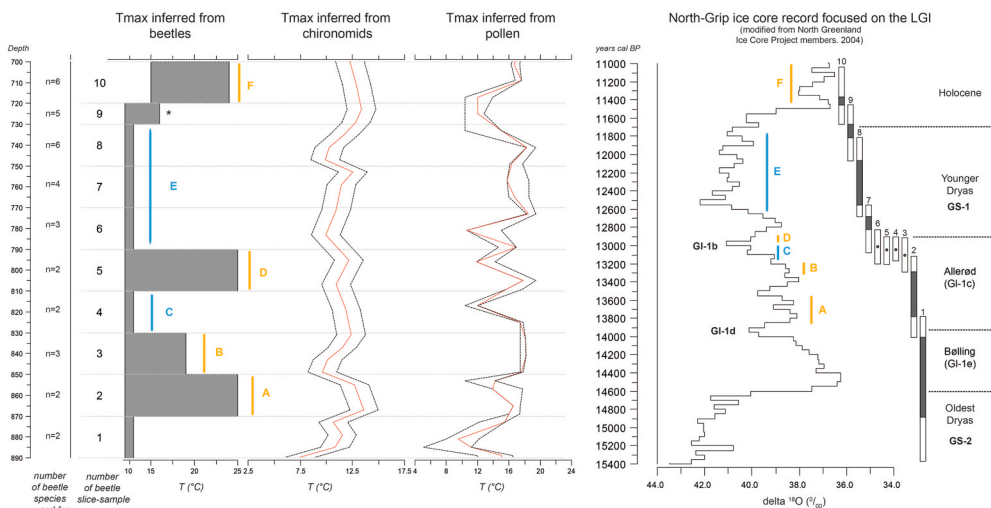 Tmax inferred from
beetles
Tmax inferred from
chironomids
Tmax inferred from
pollen
North-Grip ice core record focused on the LGI
(modified from North Greenland
Ice Core Project members. 2004)
Depth
years cal BP
700
710
720
730
740
750
760
770
780
790
800
810
820
830
840
850
860
870
880
890
n=6
n=5
n=6
n=4
n=3
n=2
n=2
n=3
n=2
n=2
10
9
8
7
6
5
4
3
2
1
F
*
E
D
C
B
A
10 15 20 25
2.5 7.5 12.5 17.5
4 8 12 16 20 24
T (°C)
T (°C)
T (°C)
number
of beetle
species
number
of beetle
slice-sample
11000
11200
11400
11600
11800
12000
12200
12400
12600
12800
13000
13200
13400
13600
13800
14000
14200
14400
14600
14800
15000
15200
15400
F
E
D
C
B
A
GI-1b
GI-1d
10
9
8
7
6
5
4
3
2
1
Holocene
Younger
Dryas
GS-1
Allerød
(GI-1c)
Bølling
(GI-1e)
Oldest
Dryas
GS-2
44.0 42.0 40.0 38.0 36.0 34.0
delta ¹⁸O (⁰/₀₀)